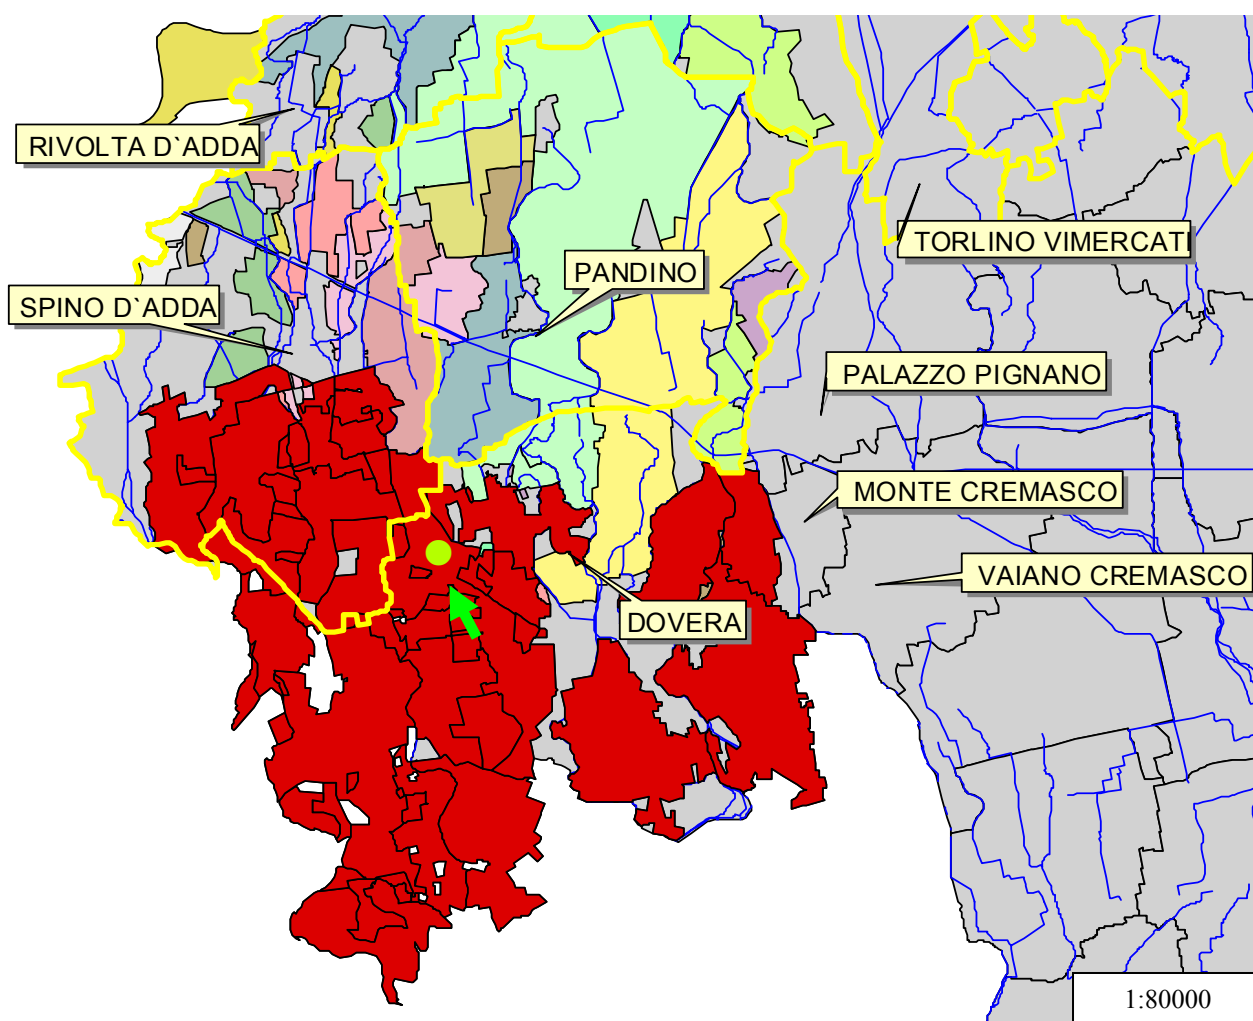 RIVOLTA D`ADDA
TORLINO VIMERCATI
PANDINO
SPINO D`ADDA
PALAZZO PIGNANO
MONTE CREMASCO
VAIANO CREMASCO
DOVERA
1:80000